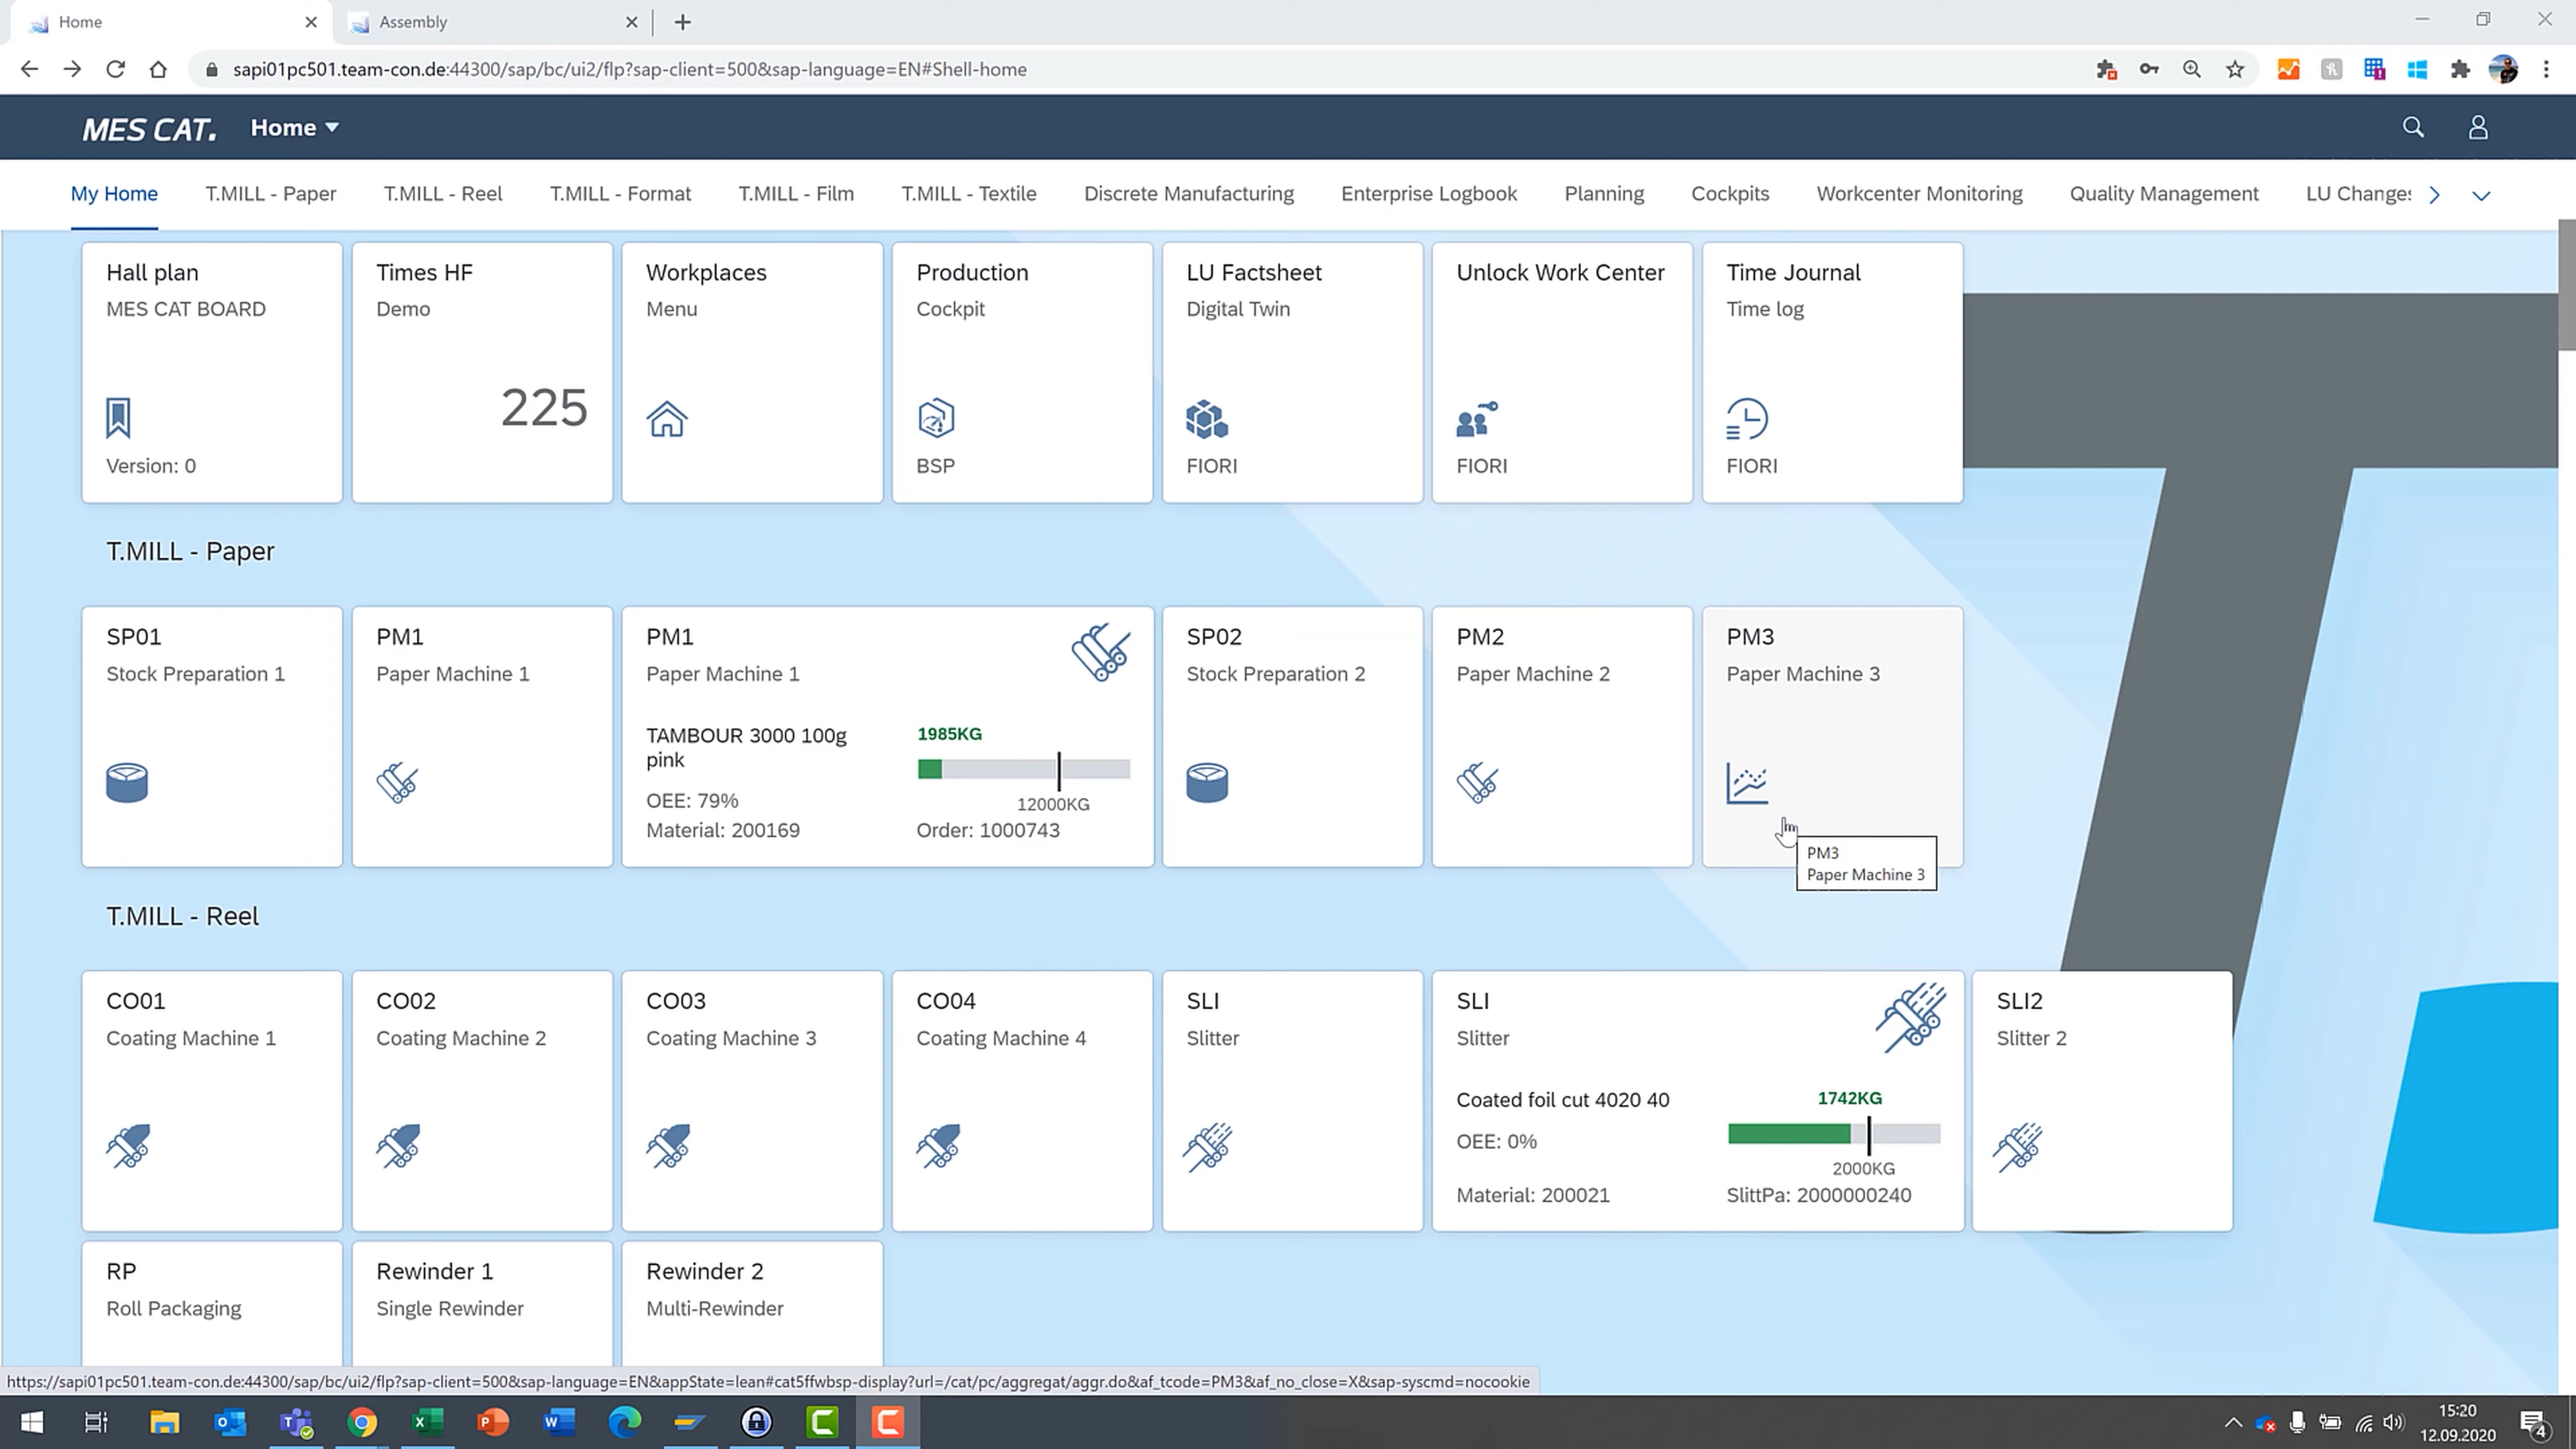 Home
Assembly
sapi01pc501.team-con.de:44300/sap/bc/ui2/flp?sap-client=500&sap-language=EN#Shell-home
MES CAT.
Home
My Home
T.MILL - Paper
T.MILL - Reel
T.MILL - Format
T.MILL - Film
T.MILL - Textile
Discrete Manufacturing
Enterprise Logbook
Planning
Cockpits
Workcenter Monitoring
Quality Management
LU Changes
Hall plan
MES CAT BOARD
Version: 0
Times HF
Demo
225
Workplaces
Menu
Production
Cockpit
BSP
LU Factsheet
Digital Twin
FIORI
Unlock Work Center
FIORI
Time Journal
Time log
FIORI
T.MILL - Paper
SP01
Stock Preparation 1
PM1
Paper Machine 1
PM1
Paper Machine 1
TAMBOUR 3000 100g
pink
OEE: 79%
Material: 200169
1985KG
12000KG
Order: 1000743
SP02
Stock Preparation 2
PM2
Paper Machine 2
PM3
Paper Machine 3
PM3
Paper Machine 3
T.MILL - Reel
CO01
Coating Machine 1
CO02
Coating Machine 2
CO03
Coating Machine 3
CO04
Coating Machine 4
SLI
Slitter
SLI
Slitter
Coated foil cut 4020 40
OEE: 0%
Material: 200021
1742KG
2000KG
SlittPa: 2000000240
SLI2
Slitter 2
RP
Roll Packaging
Rewinder 1
Single Rewinder
Rewinder 2
Multi-Rewinder
https://sapi01pc501.team-con.de:44300/sap/bc/ui2/flp?sap-client=500&sap-language=EN&appState=lean#cat5ffwbsp-display?url=/cat/pc/aggregat/aggr.do&af_tcode=PM3&af_no_close=X&sap-syscmd=nocookie
15:20
12.09.2020
4